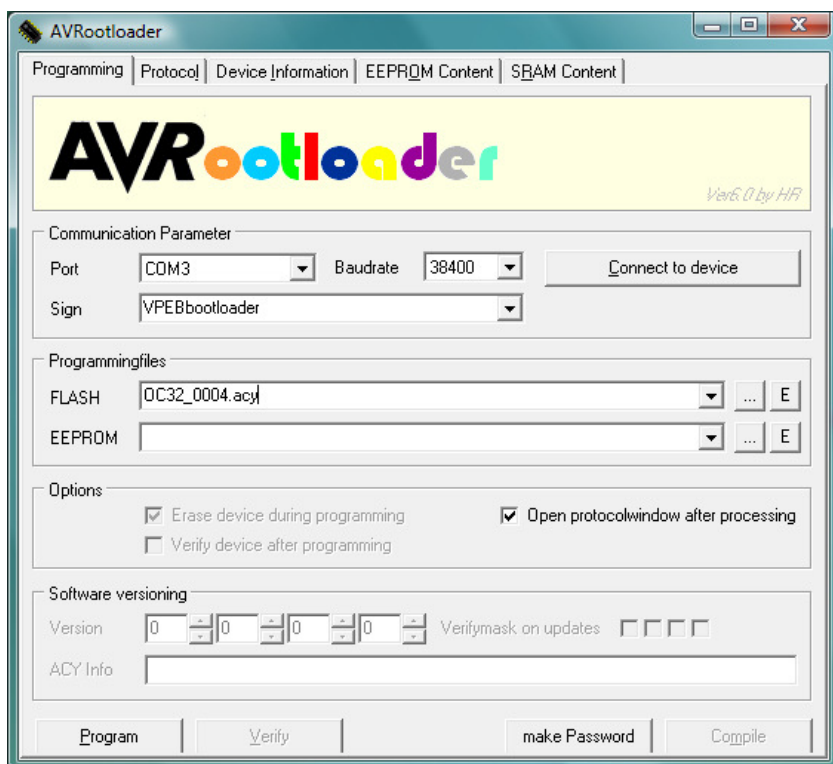 AVRootloader
Programming Protocol Device Information EEPROM Content SRAM Content
AVRootloader
Ver6.0 by HR
Communication Parameter
Port COM3 Baudrate 38400 Connect to device
Sign VPEBbootloader
Programmingfiles
FLASH OC32_0004.acy ... E
EEPROM ... E
Options
Erase device during programming Open protocolwindow after processing
Verify device after programming
Software versioning
Version 0 0 0 0 Verifymask on updates
ACY Info
Program Verify make Password Compile